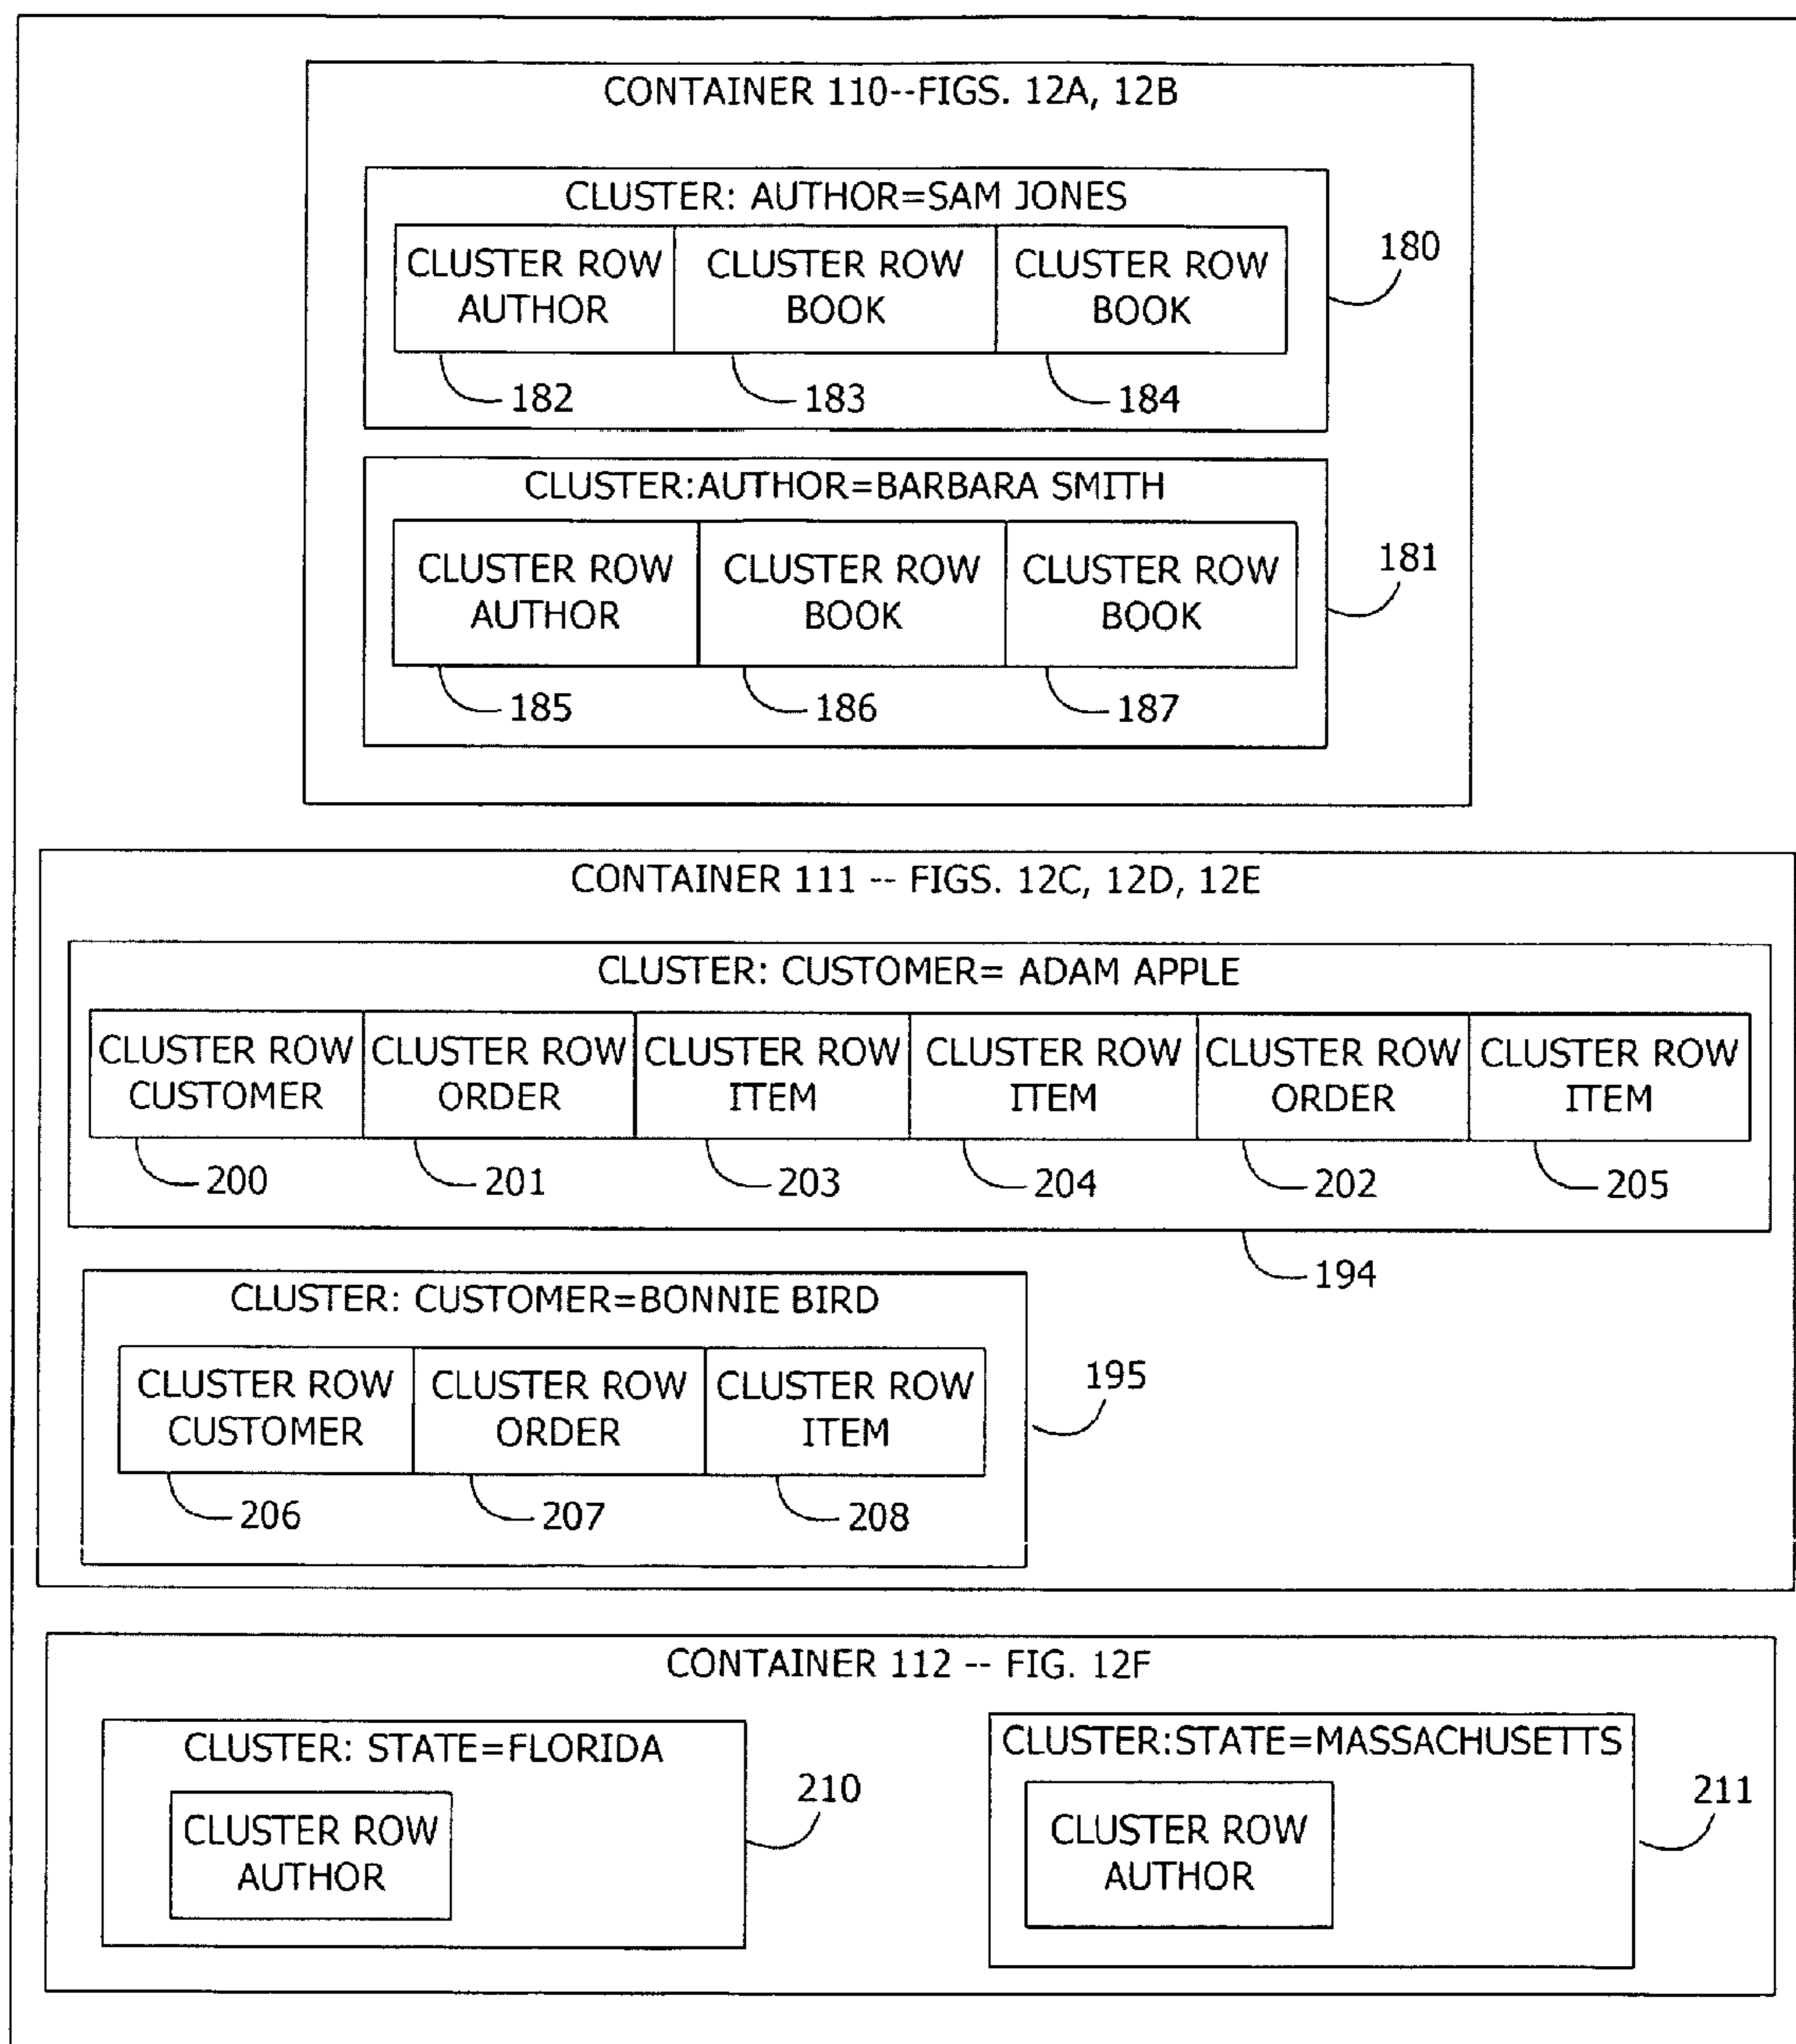 CONTAINER 110--FIGS. 12A, 12B
CLUSTER: AUTHOR=SAM JONES
CLUSTER ROW AUTHOR
CLUSTER ROW BOOK
CLUSTER ROW BOOK
180
182
183
184
CLUSTER:AUTHOR=BARBARA SMITH
CLUSTER ROW AUTHOR
CLUSTER ROW BOOK
CLUSTER ROW BOOK
181
185
186
187
CONTAINER 111 -- FIGS. 12C, 12D, 12E
CLUSTER: CUSTOMER= ADAM APPLE
CLUSTER ROW CUSTOMER
CLUSTER ROW ORDER
CLUSTER ROW ITEM
CLUSTER ROW ITEM
CLUSTER ROW ORDER
CLUSTER ROW ITEM
200
201
203
204
202
205
194
CLUSTER: CUSTOMER=BONNIE BIRD
CLUSTER ROW CUSTOMER
CLUSTER ROW ORDER
CLUSTER ROW ITEM
195
206
207
208
CONTAINER 112 -- FIG. 12F
CLUSTER: STATE=FLORIDA
CLUSTER ROW AUTHOR
210
CLUSTER:STATE=MASSACHUSETTS
CLUSTER ROW AUTHOR
211